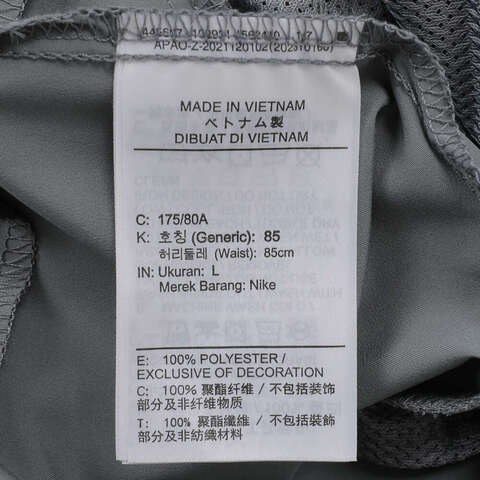 APAO-Z-2021120102
MADE IN VIETNAM
ベトナム製
DIBUAT DI VIETNAM
C: 175/80A
K: 호칭 (Generic): 85
허리둘레 (Waist): 85cm
IN: Ukuran: L
Merek Barang: Nike
E: 100% POLYESTER /
EXCLUSIVE OF DECORATION
C: 100% 聚酯纤维 / 不包括装饰
部分及非纤维物质
T: 100% 聚酯纖維 / 不包括裝飾
部分及非紡織材料